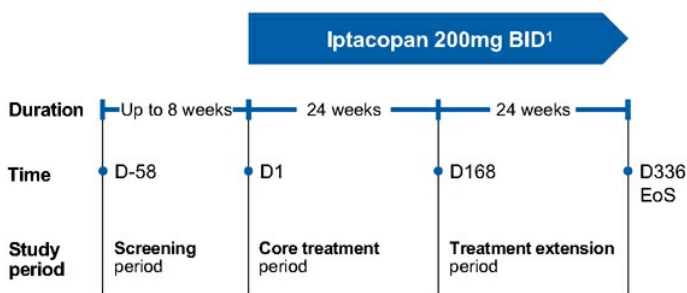 Iptacopan 200mg BID¹
Duration Up to 8 weeks 24 weeks 24 weeks
Time D-58 D1 D168 D336
EoS
Study period Screening period Core treatment period Treatment extension period